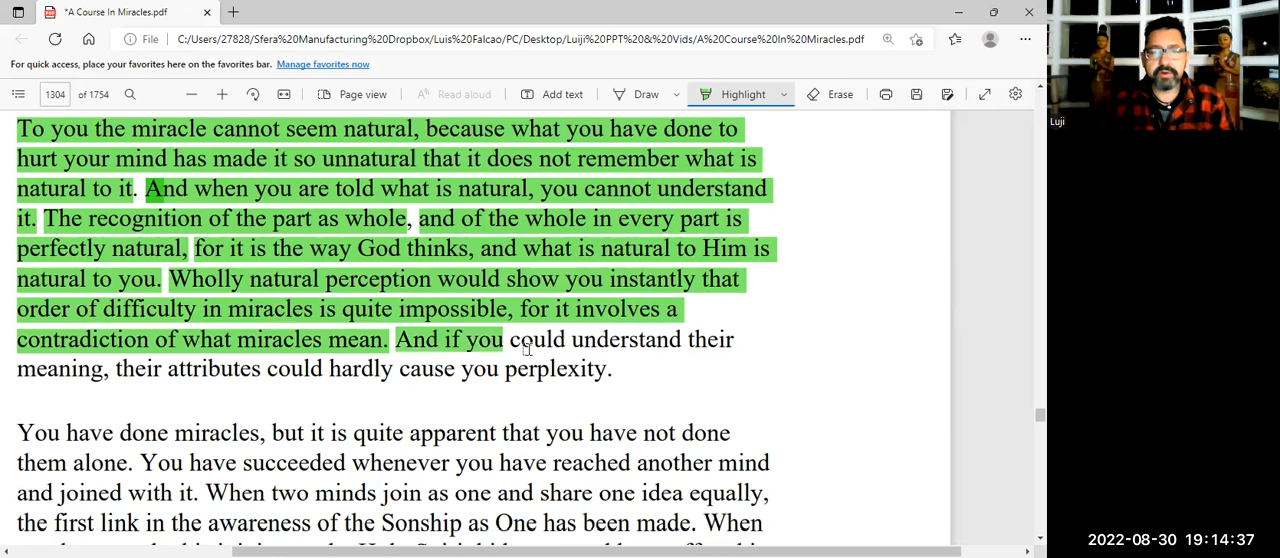 *A Course In Miracles.pdf
File C:/Users/27828/Sfera%20Manufacturing%20Dropbox/Luis%20Falcao/PC/Desktop/Luiji%20PPT%20&%20Vids/A%20Course%20In%20Miracles.pdf
For quick access, place your favorites here on the favorites bar. Manage favorites now
1304 of 1754 Page view Read aloud Add text Draw Highlight Erase
To you the miracle cannot seem natural, because what you have done to
hurt your mind has made it so unnatural that it does not remember what is
natural to it. And when you are told what is natural, you cannot understand
it. The recognition of the part as whole, and of the whole in every part is
perfectly natural, for it is the way God thinks, and what is natural to Him is
natural to you. Wholly natural perception would show you instantly that
order of difficulty in miracles is quite impossible, for it involves a
contradiction of what miracles mean. And if you could understand their
meaning, their attributes could hardly cause you perplexity.
You have done miracles, but it is quite apparent that you have not done
them alone. You have succeeded whenever you have reached another mind
and joined with it. When two minds join as one and share one idea equally,
the first link in the awareness of the Sonship as One has been made. When
Luji
2022-08-30 19:14:37